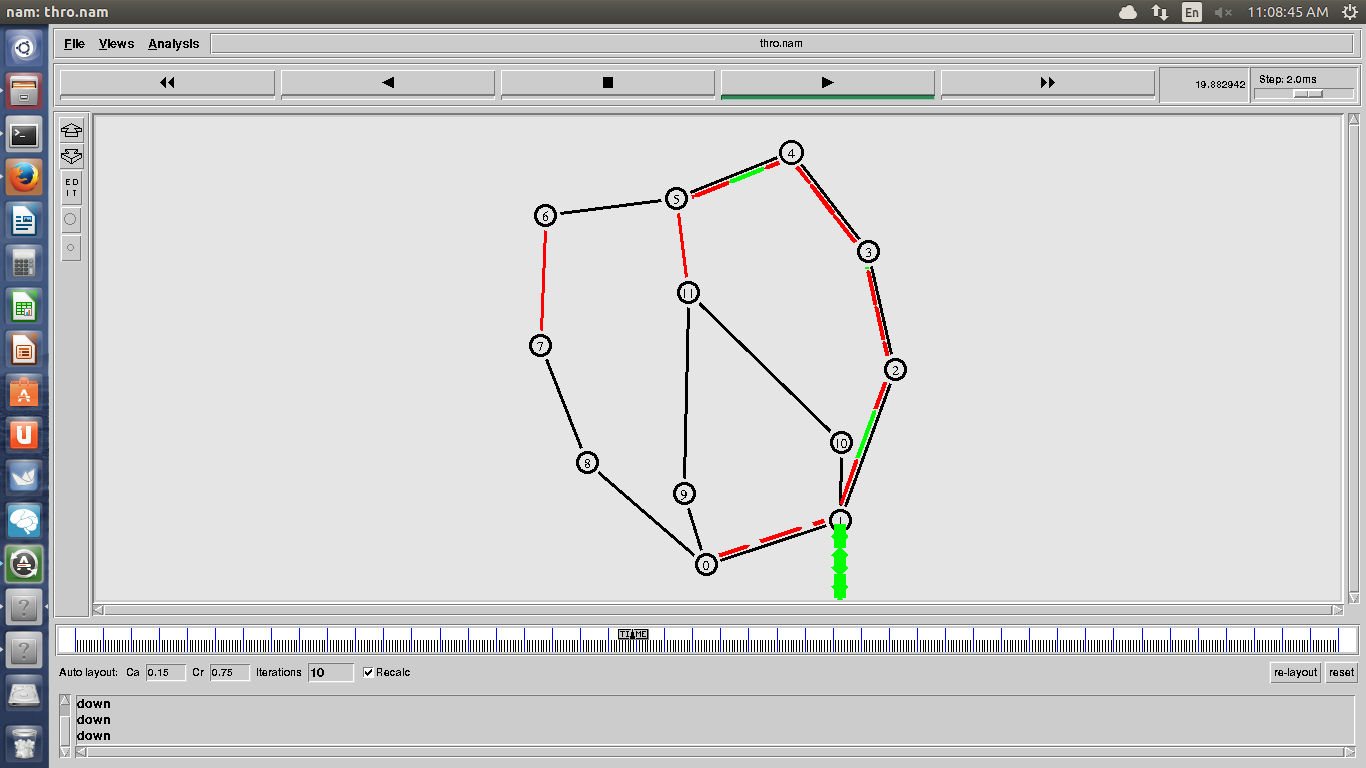 nam: thro.nam
En
11:08:45 AM
File Views Analysis
thro.nam
19.882942
Step: 2.0ms
E D
I T
4
5
6
3
11
7
2
10
8
9
1
0
TIME
Auto layout: Ca 0.15 Cr 0.75 Iterations 10 Recalc
re-layout reset
down
down
down